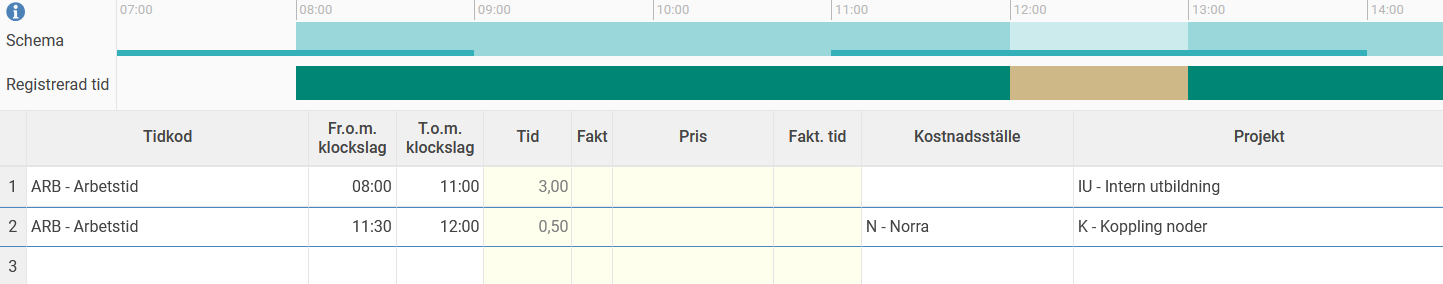 07:00 08:00 09:00 10:00 11:00 12:00 13:00 14:00
Schema
Registrerad tid
Tidkod Fr.o.m. klockslag T.o.m. klockslag Tid Fakt Pris Fakt. tid Kostnadsställe Projekt
1 ARB - Arbetstid 08:00 11:00 3,00 IU - Intern utbildning
2 ARB - Arbetstid 11:30 12:00 0,50 N - Norra K - Koppling noder
3